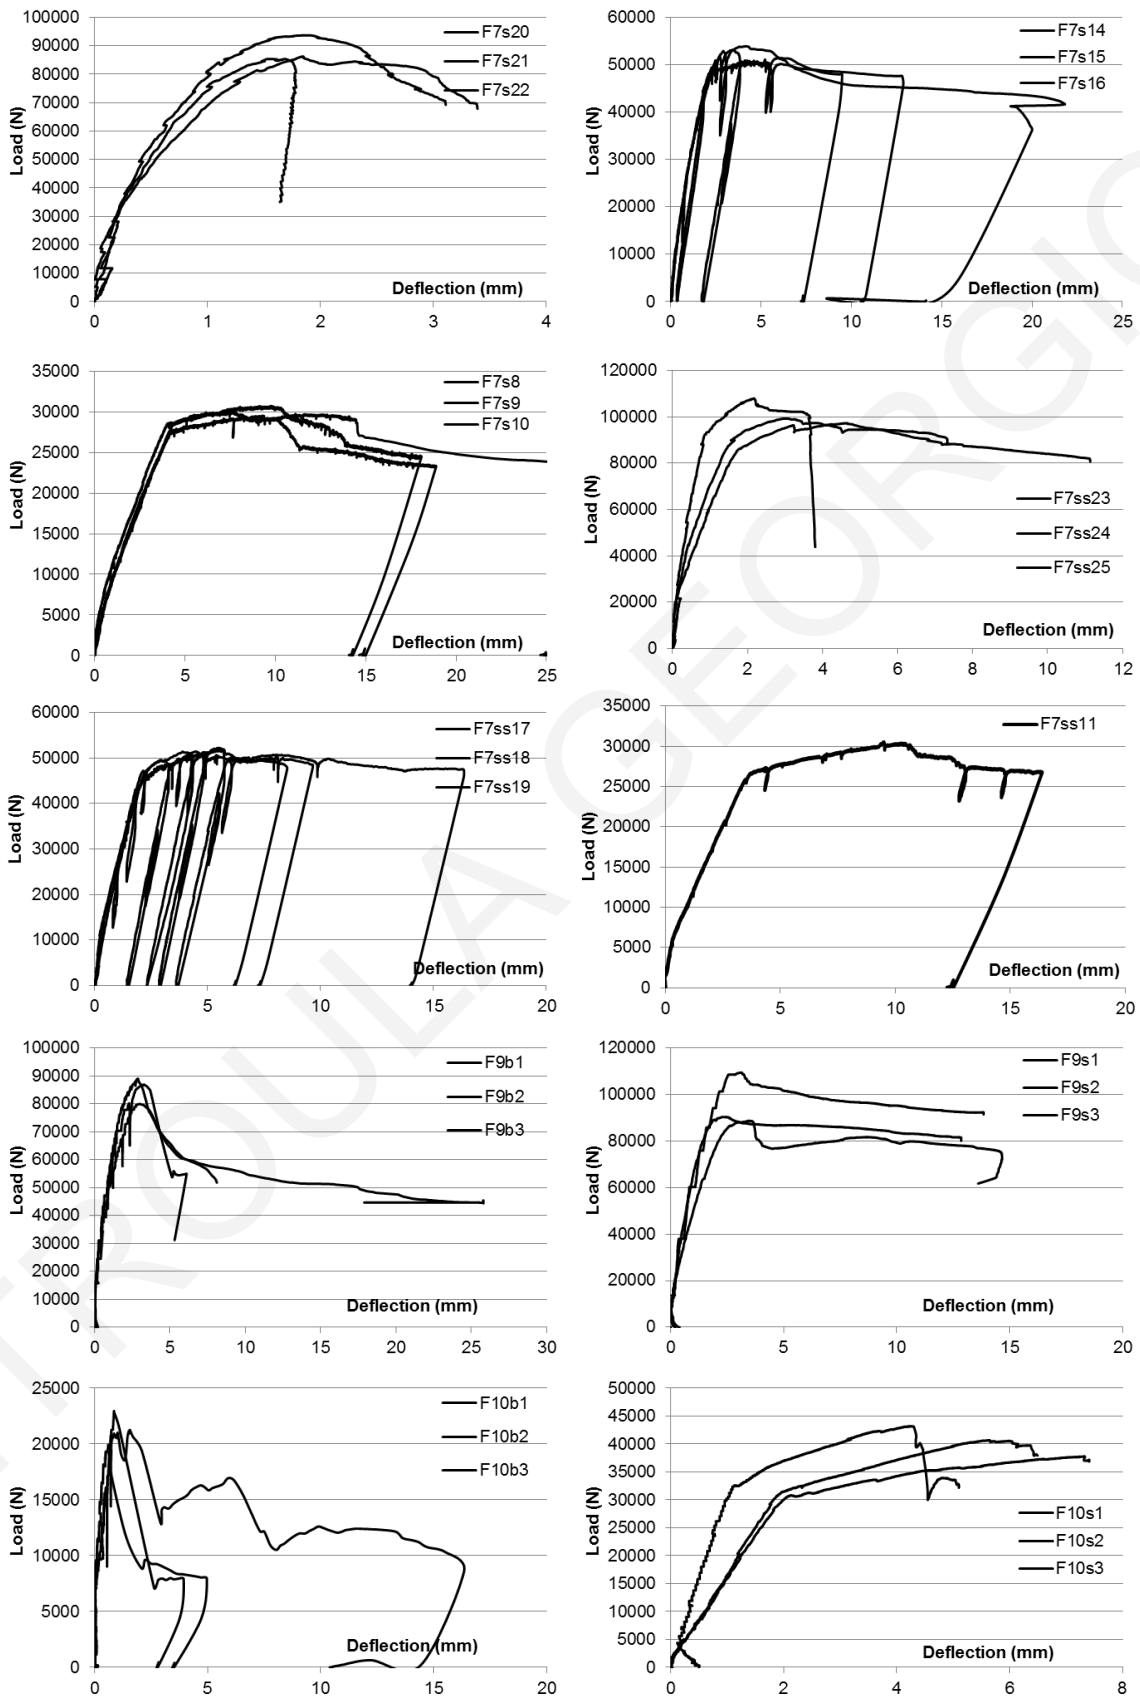 100000
90000
80000
70000
60000
50000
40000
30000
20000
10000
0
Load (N)
F7s20
F7s21
F7s22
Deflection (mm)
0 1 2 3 4
60000
50000
40000
30000
20000
10000
0
Load (N)
F7s14
F7s15
F7s16
Deflection (mm)
0 5 10 15 20 25
35000
30000
25000
20000
15000
10000
5000
0
Load (N)
F7s8
F7s9
F7s10
Deflection (mm)
0 5 10 15 20 25
120000
100000
80000
60000
40000
20000
0
Load (N)
F7ss23
F7ss24
F7ss25
Deflection (mm)
0 2 4 6 8 10 12
60000
50000
40000
30000
20000
10000
0
Load (N)
F7ss17
F7ss18
F7ss19
Deflection (mm)
0 5 10 15 20
35000
30000
25000
20000
15000
10000
5000
0
Load (N)
F7ss11
Deflection (mm)
0 5 10 15 20
100000
90000
80000
70000
60000
50000
40000
30000
20000
10000
0
Load (N)
F9b1
F9b2
F9b3
Deflection (mm)
0 5 10 15 20 25 30
120000
100000
80000
60000
40000
20000
0
Load (N)
F9s1
F9s2
F9s3
Deflection (mm)
0 5 10 15 20
25000
20000
15000
10000
5000
0
Load (N)
F10b1
F10b2
F10b3
Deflection (mm)
0 5 10 15 20
50000
45000
40000
35000
30000
25000
20000
15000
10000
5000
0
Load (N)
F10s1
F10s2
F10s3
Deflection (mm)
0 2 4 6 8
TROULA GEORGIO